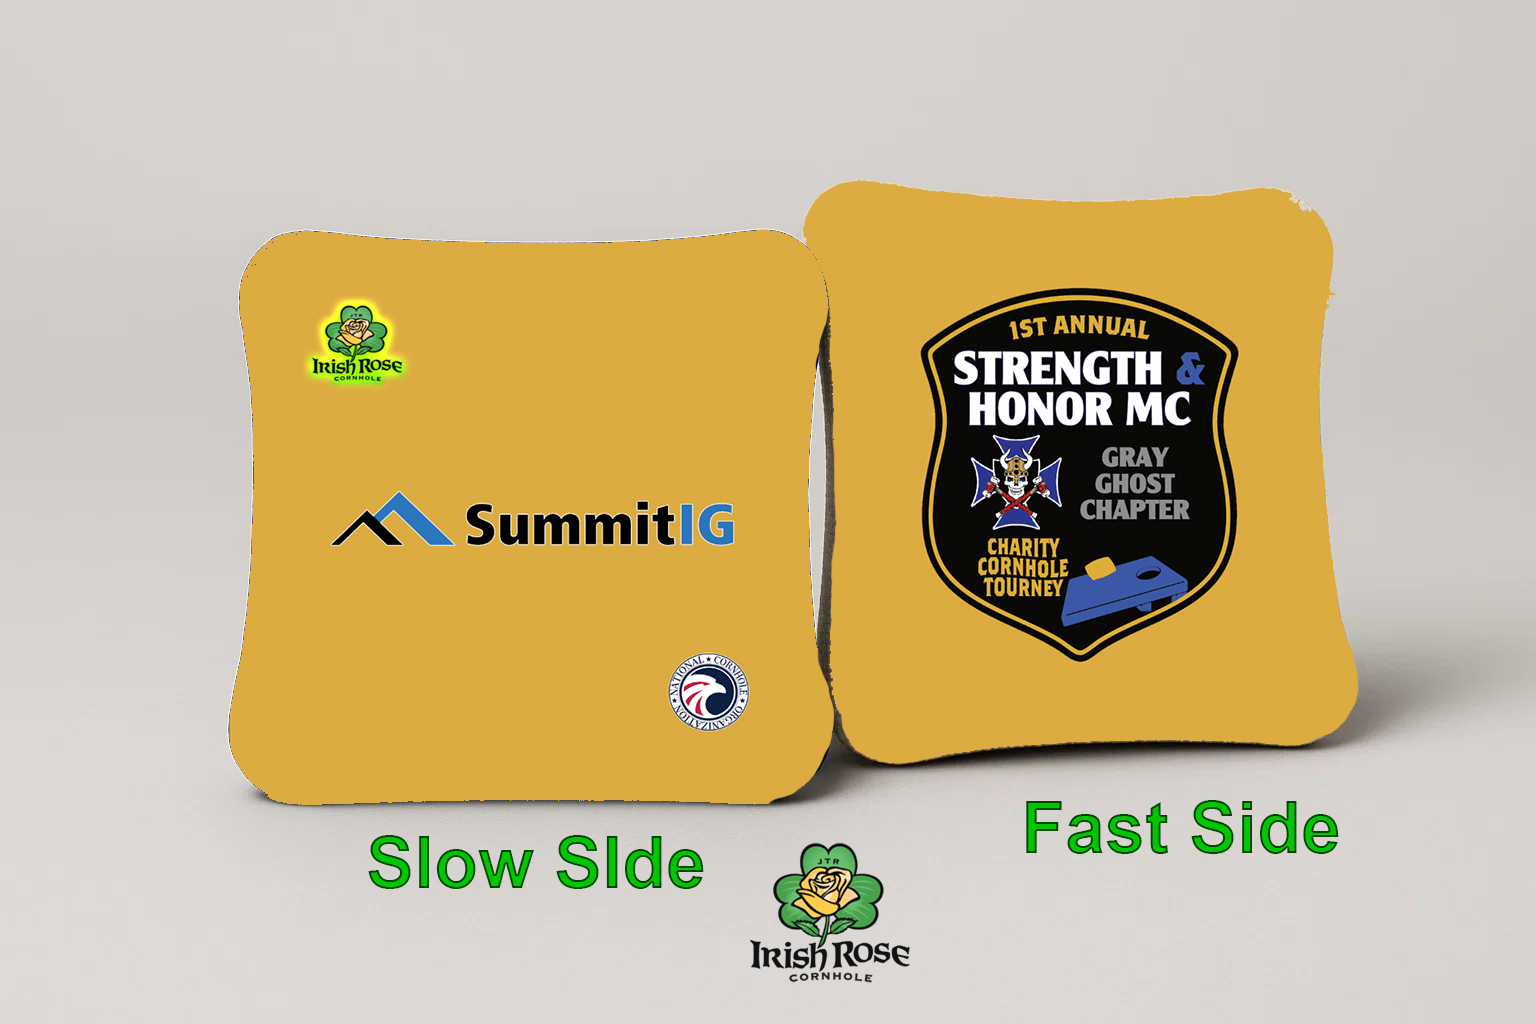 JTR
Irish Rose
CORNHOLE
SummitIG
NATIONAL ★ CORNHOLE ★ ORGANIZATION ★
1ST ANNUAL
STRENGTH &
HONOR MC
GRAY
GHOST
CHAPTER
CHARITY
CORNHOLE
TOURNEY
Slow SIde
Fast Side
JTR
Irish Rose
CORNHOLE